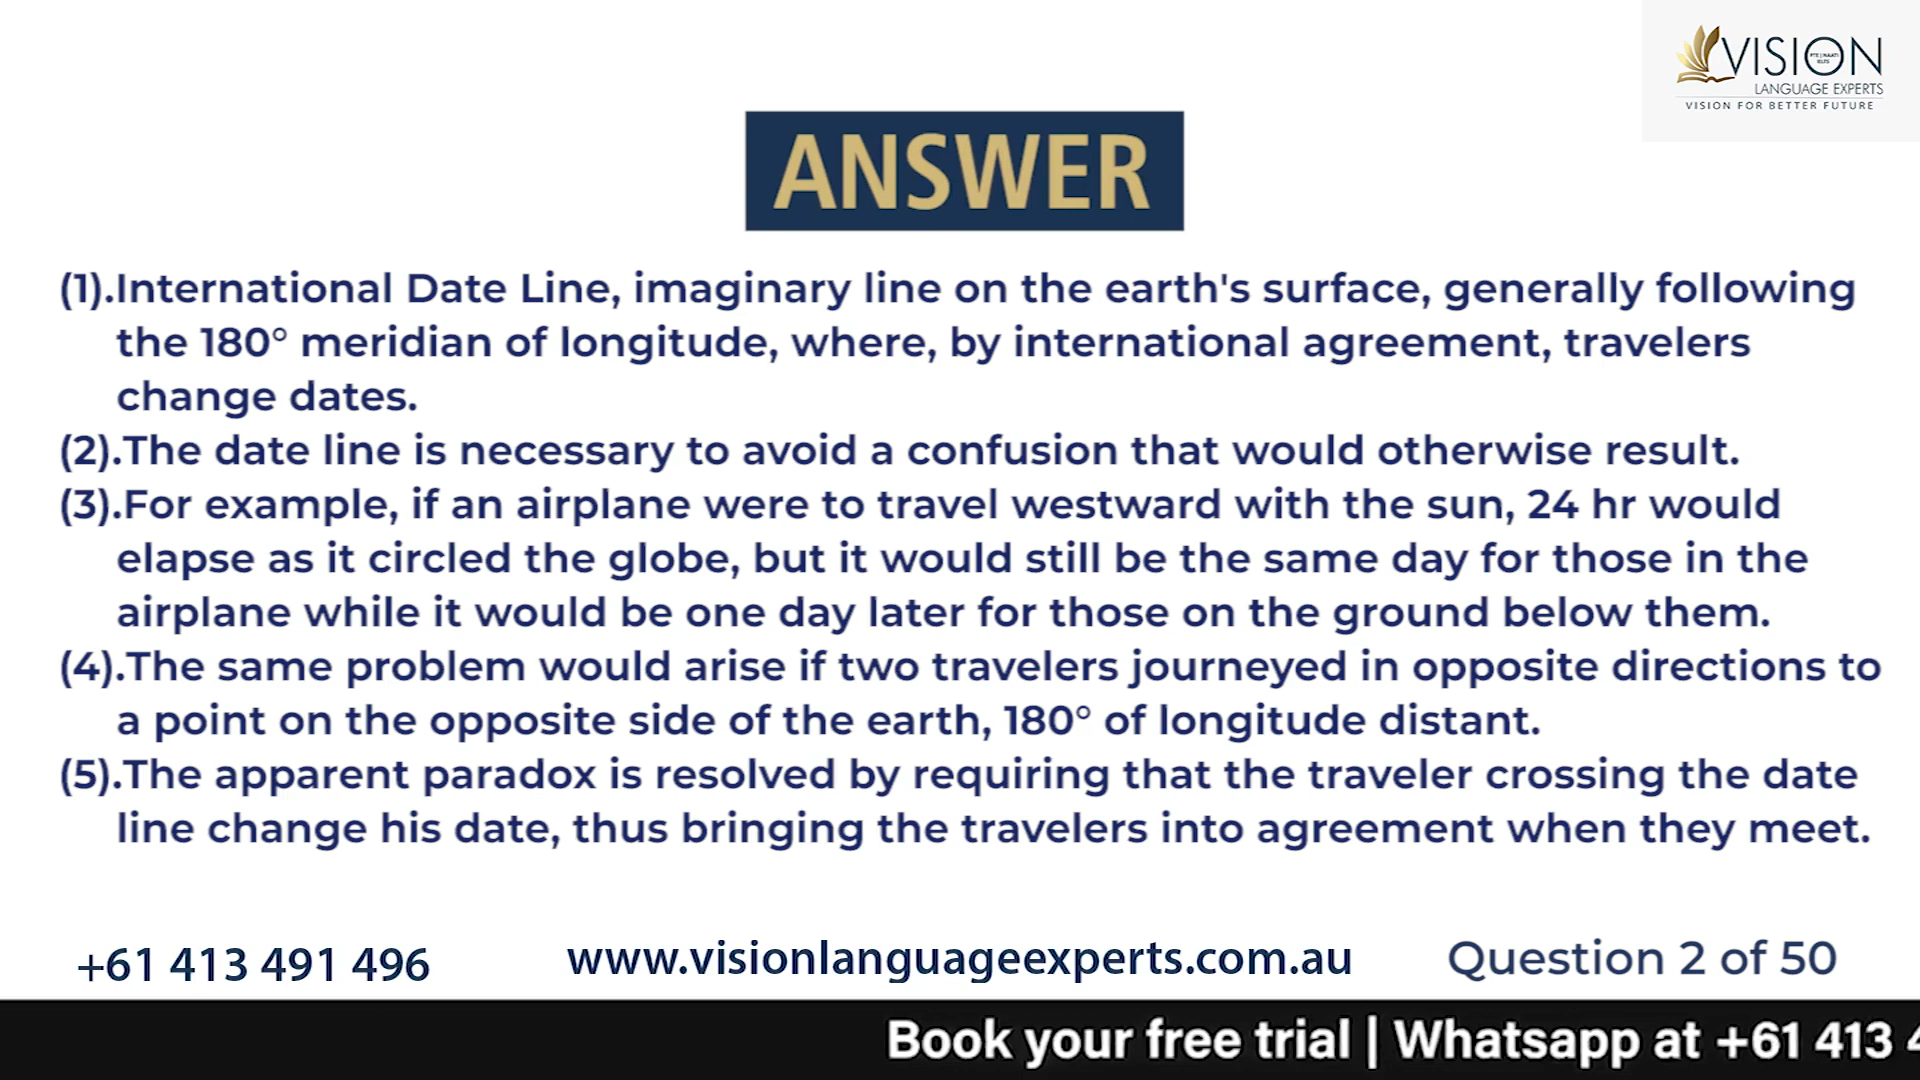 VISION
LANGUAGE EXPERTS
VISION FOR BETTER FUTURE
ANSWER
(1).International Date Line, imaginary line on the earth's surface, generally following
the 180° meridian of longitude, where, by international agreement, travelers
change dates.
(2).The date line is necessary to avoid a confusion that would otherwise result.
(3).For example, if an airplane were to travel westward with the sun, 24 hr would
elapse as it circled the globe, but it would still be the same day for those in the
airplane while it would be one day later for those on the ground below them.
(4).The same problem would arise if two travelers journeyed in opposite directions to
a point on the opposite side of the earth, 180° of longitude distant.
(5).The apparent paradox is resolved by requiring that the traveler crossing the date
line change his date, thus bringing the travelers into agreement when they meet.
+61 413 491 496 www.visionlanguageexperts.com.au Question 2 of 50
Book your free trial | Whatsapp at +61 413